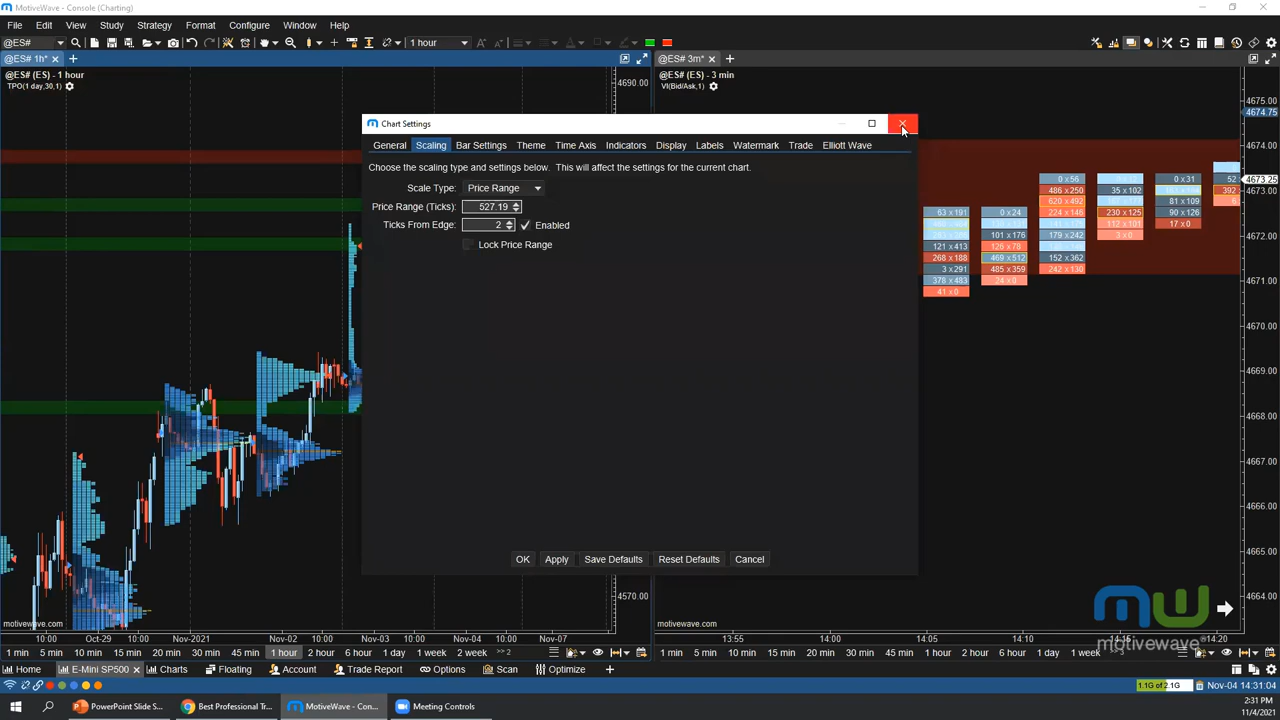 MotiveWave - Console (Charting)
File Edit View Study Strategy Format Configure Window Help
@ES# 1 hour
@ES# 1h* × + @ES# 3m* × +
@ES# (ES) - 1 hour
TPO(1 day,30,1)
@ES# (ES) - 3 min
VI(Bid/Ask,1)
4690.00
4570.00
4675.00
4674.75
4674.00
4673.25
4673.00
4672.00
4671.00
4670.00
4669.00
4668.00
4667.00
4666.00
4665.00
4664.00
Chart Settings
General Scaling Bar Settings Theme Time Axis Indicators Display Labels Watermark Trade Elliott Wave
Choose the scaling type and settings below. This will affect the settings for the current chart.
Scale Type: Price Range
Price Range (Ticks): 527.19
Ticks From Edge: 2 Enabled
Lock Price Range
OK Apply Save Defaults Reset Defaults Cancel
63 x 191
121 x 413
268 x 188
3 x 291
378 x 483
41 x 0
0 x 24
101 x 176
126 x 78
469 x 512
485 x 359
24 x 0
0 x 56
486 x 250
620 x 492
224 x 146
179 x 242
152 x 362
242 x 130
35 x 102
230 x 125
112 x 101
3 x 0
0 x 31
81 x 109
90 x 126
17 x 0
52
392
6
motivewave.com
motivewave.com
motivewave
10:00 Oct-29 10:00 Nov-2021 Nov-02 10:00 Nov-03 10:00 Nov-04 10:00 Nov-07
13:55 14:00 14:05 14:10 14:15 14:20
1 min 5 min 10 min 15 min 20 min 30 min 45 min 1 hour 2 hour 6 hour 1 day 1 week 2 week >> 2
1 min 5 min 10 min 15 min 20 min 30 min 45 min 1 hour 2 hour 6 hour 1 day 1 week
Home E-Mini SP500 × Charts Floating Account Trade Report Options Scan Optimize
1.1G of 2.1G Nov-04 14:31:04
PowerPoint Slide S... Best Professional Tr... MotiveWave - Con... Meeting Controls
2:31 PM
11/4/2021